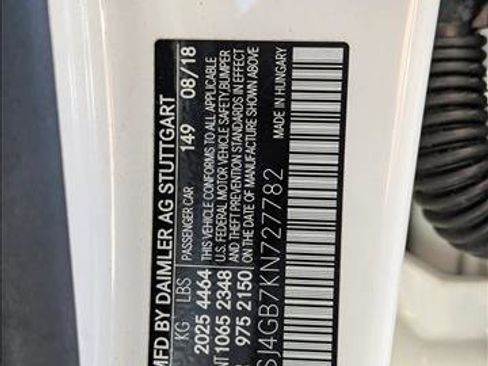 MFD BY DAIMLER AG STUTTGART
KG LBS PASSENGER CAR 149 08/18
2025 4464 THIS VEHICLE CONFORMS TO ALL APPLICABLE
1065 2348 U.S. FEDERAL MOTOR VEHICLE SAFETY,BUMPER
975 2150 AND THEFT PREVENTION STANDARDS IN EFFECT
ON THE DATE OF MANUFACTURE SHOWN ABOVE
SJ4GB7KN727782
MADE IN HUNGARY